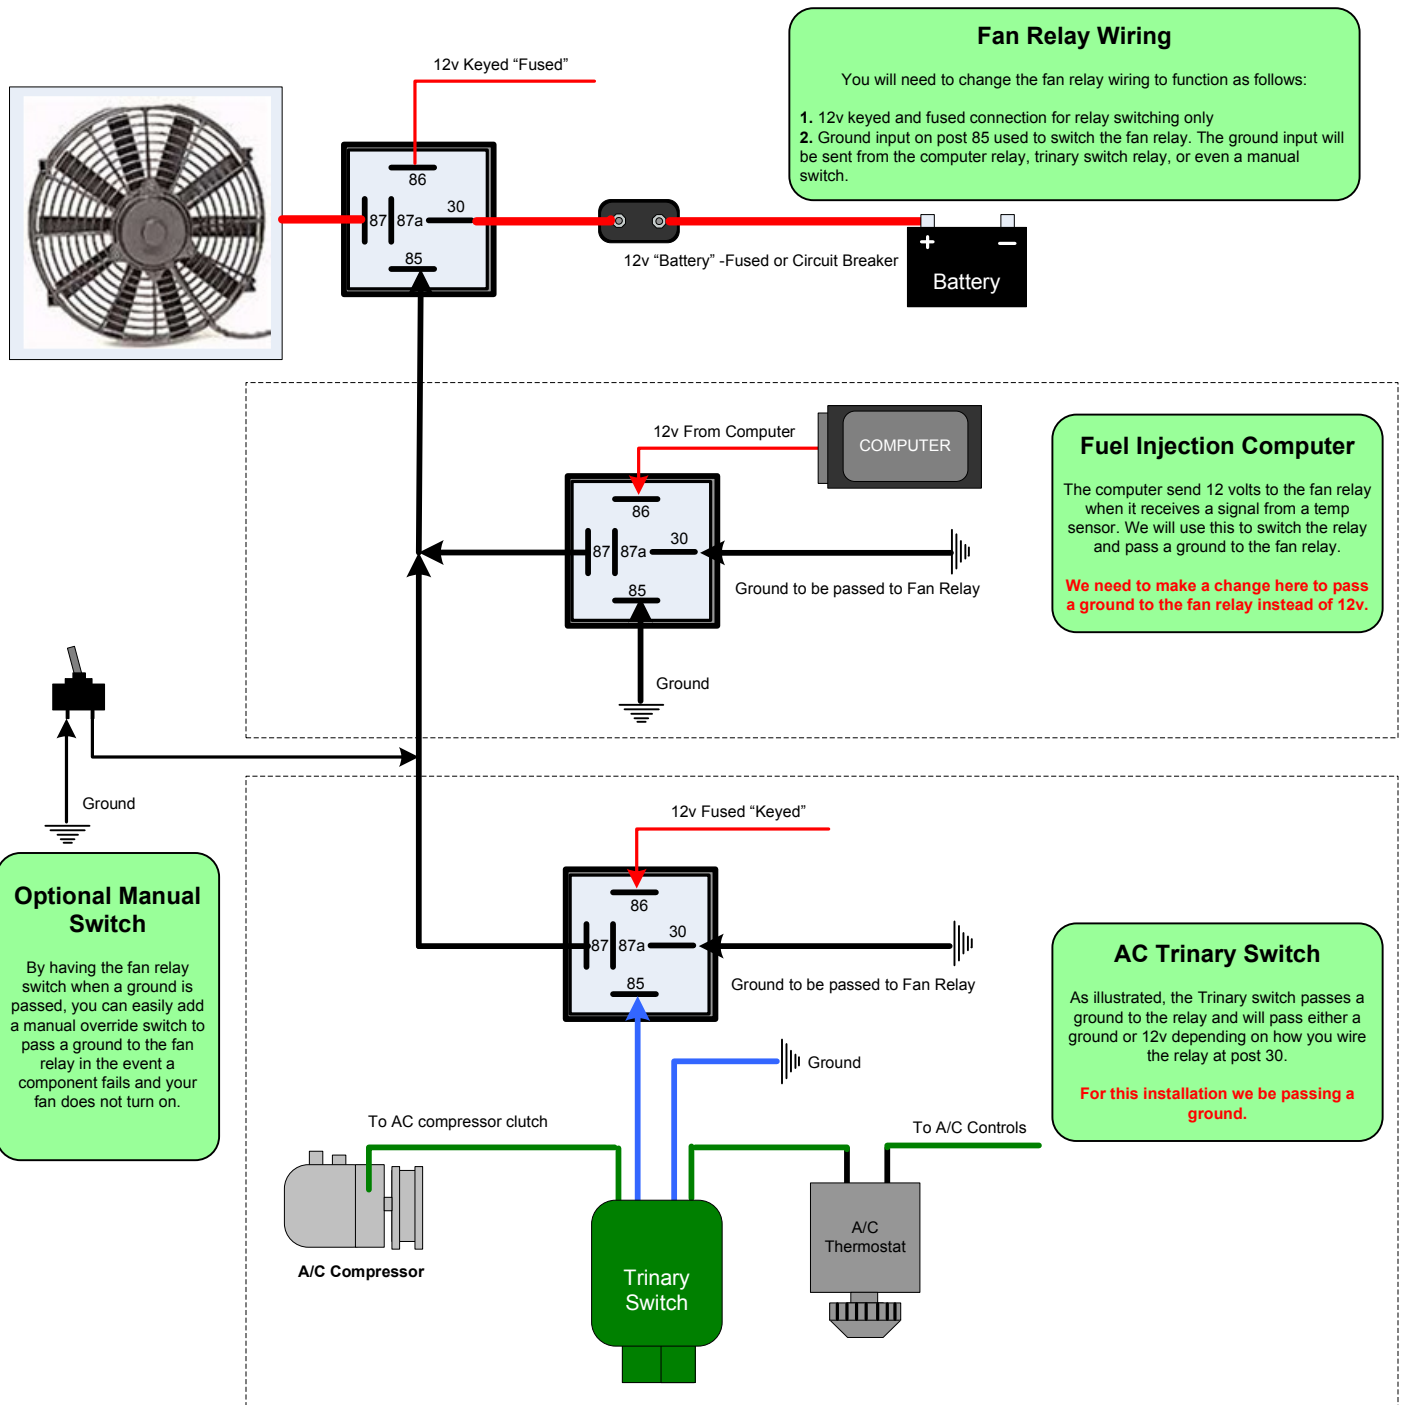 Fan Relay Wiring
You will need to change the fan relay wiring to function as follows:
1. 12v keyed and fused connection for relay switching only
2. Ground input on post 85 used to switch the fan relay. The ground input will
be sent from the computer relay, trinary switch relay, or even a manual
switch.
12v Keyed “Fused”
86
87
87a
30
85
12v “Battery” -Fused or Circuit Breaker
+ –
Battery
12v From Computer
COMPUTER
86
87
87a
30
85
Ground to be passed to Fan Relay
Ground
Fuel Injection Computer
The computer send 12 volts to the fan relay
when it receives a signal from a temp
sensor. We will use this to switch the relay
and pass a ground to the fan relay.
We need to make a change here to pass
a ground to the fan relay instead of 12v.
Ground
Optional Manual
Switch
By having the fan relay
switch when a ground is
passed, you can easily add
a manual override switch to
pass a ground to the fan
relay in the event a
component fails and your
fan does not turn on.
12v Fused “Keyed”
86
87
87a
30
85
Ground to be passed to Fan Relay
Ground
AC Trinary Switch
As illustrated, the Trinary switch passes a
ground to the relay and will pass either a
ground or 12v depending on how you wire
the relay at post 30.
For this installation we be passing a
ground.
To AC compressor clutch
To A/C Controls
A/C Compressor
Trinary
Switch
A/C
Thermostat